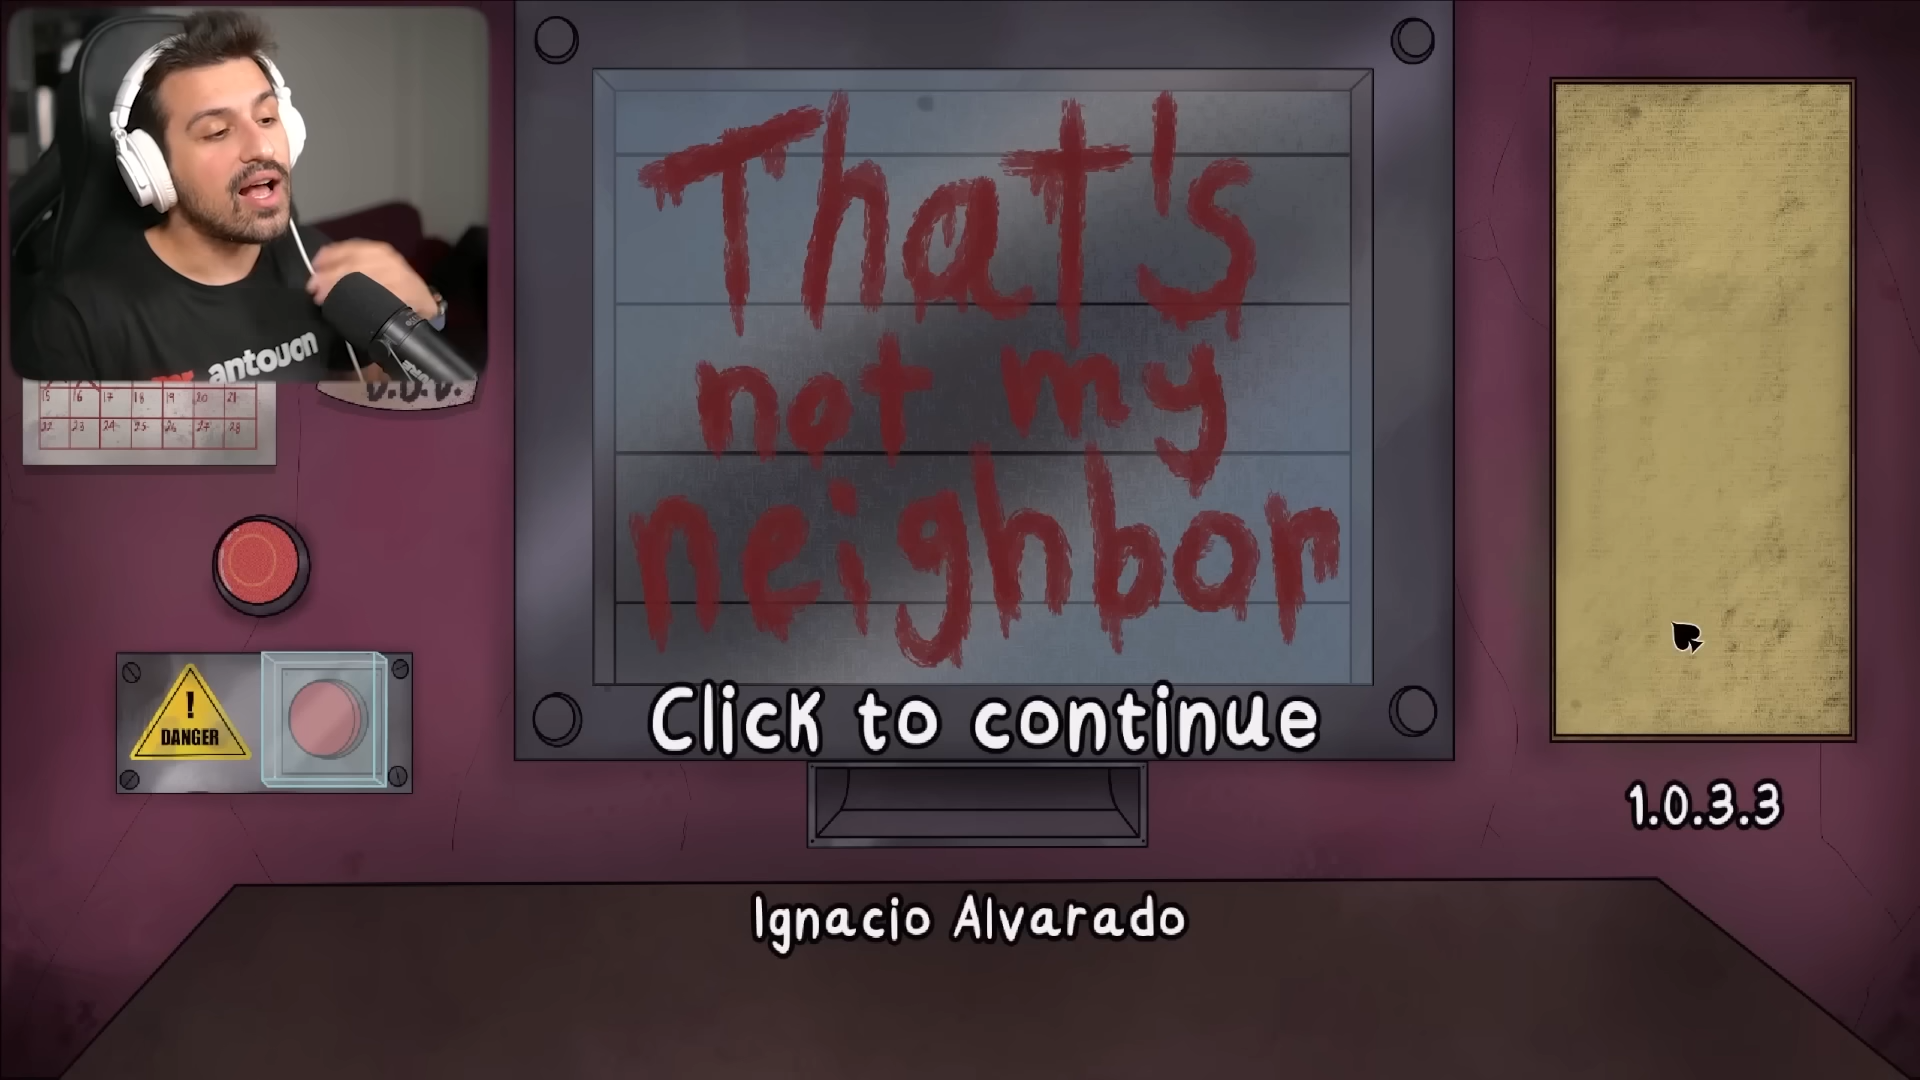 antouon
D.D.D.
15 16 17 18 19 20 21
22 23 24 25 26 27 28
That's
not my
neighbor
!
DANGER
Click to continue
1.0.3.3
Ignacio Alvarado